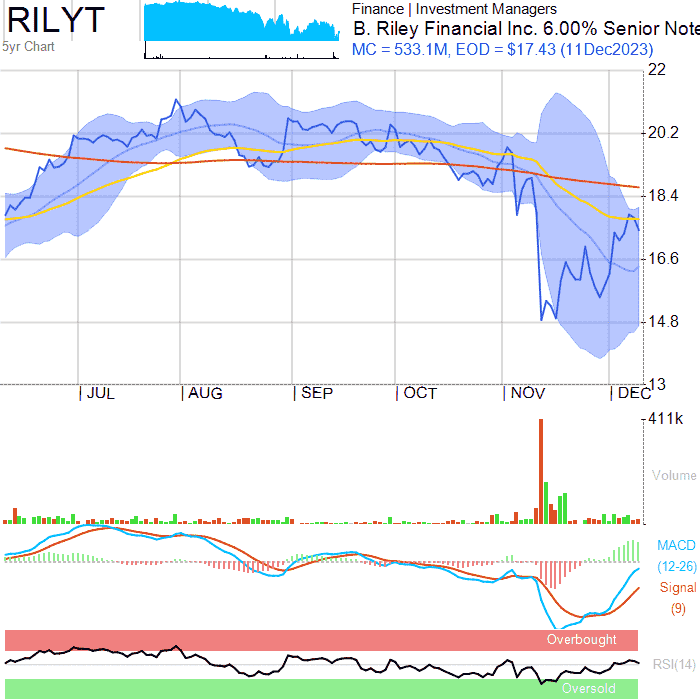 RILYT
5yr Chart
Finance | Investment Managers
B. Riley Financial Inc. 6.00% Senior Note
MC = 533.1M, EOD = $17.43 (11Dec2023)
22
20.2
18.4
16.6
14.8
13
JUL AUG SEP OCT NOV DEC
411k
Volume
MACD
(12-26)
Signal
(9)
Overbought
RSI(14)
Oversold